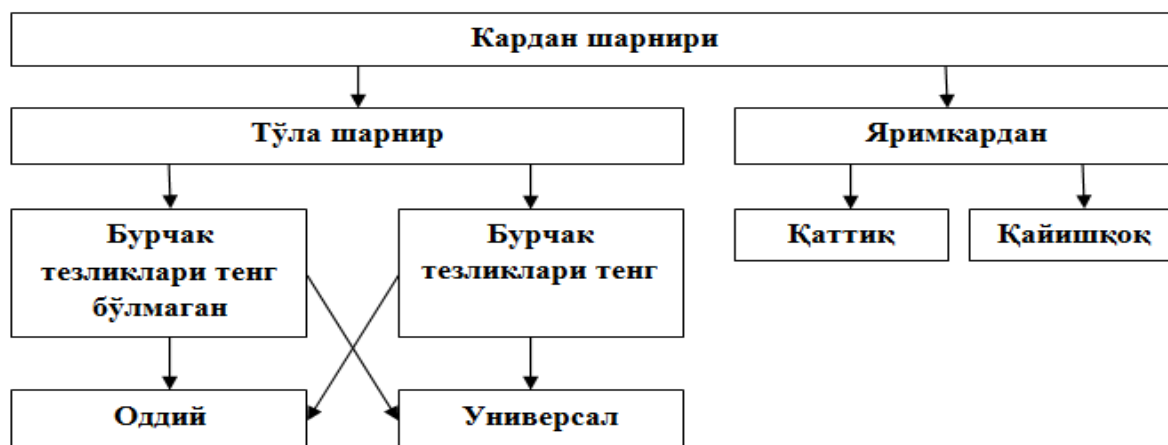 Кардан шарнири
Тўла шарнир
Яримкардан
Бурчак
тезликлари тенг
бўлмаган
Бурчак
тезликлари тенг
Қаттиқ
Қайишқоқ
Оддий
Универсал